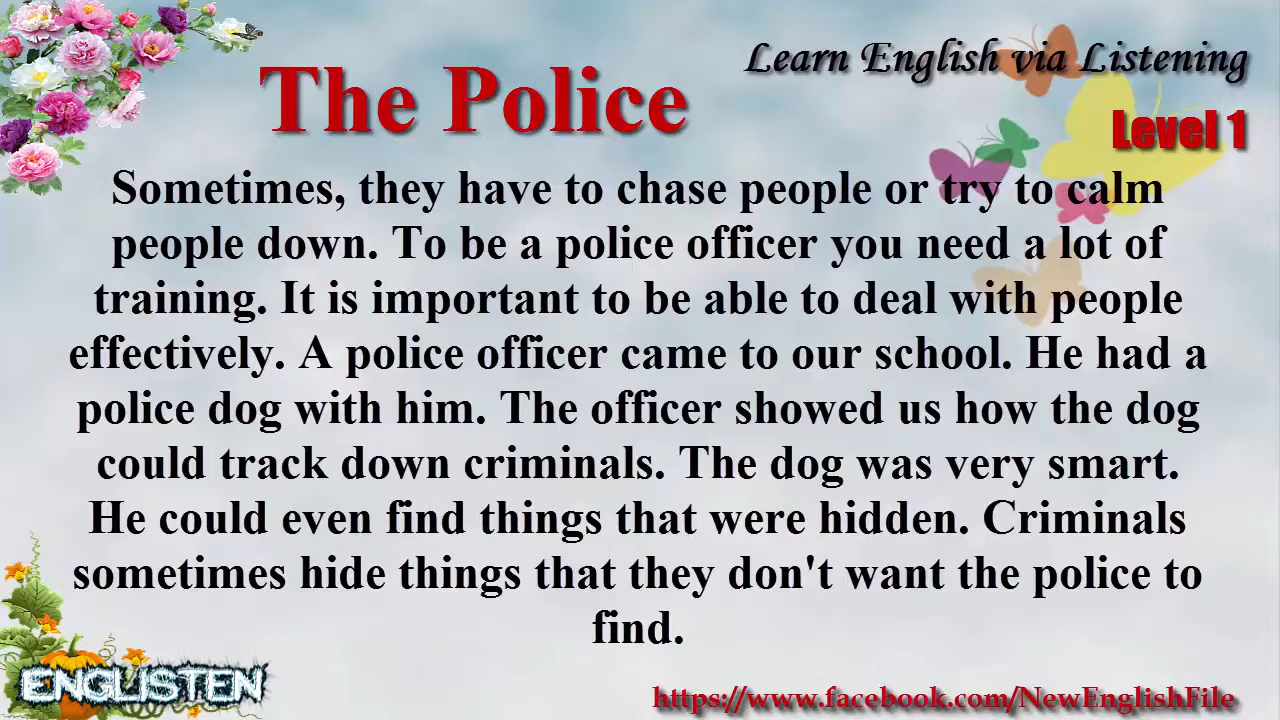 Learn English via Listening
The Police
Level 1
Sometimes, they have to chase people or try to calm
people down. To be a police officer you need a lot of
training. It is important to be able to deal with people
effectively. A police officer came to our school. He had a
police dog with him. The officer showed us how the dog
could track down criminals. The dog was very smart.
He could even find things that were hidden. Criminals
sometimes hide things that they don't want the police to
find.
ENGLISTEN
https://www.facebook.com/NewEnglishFile